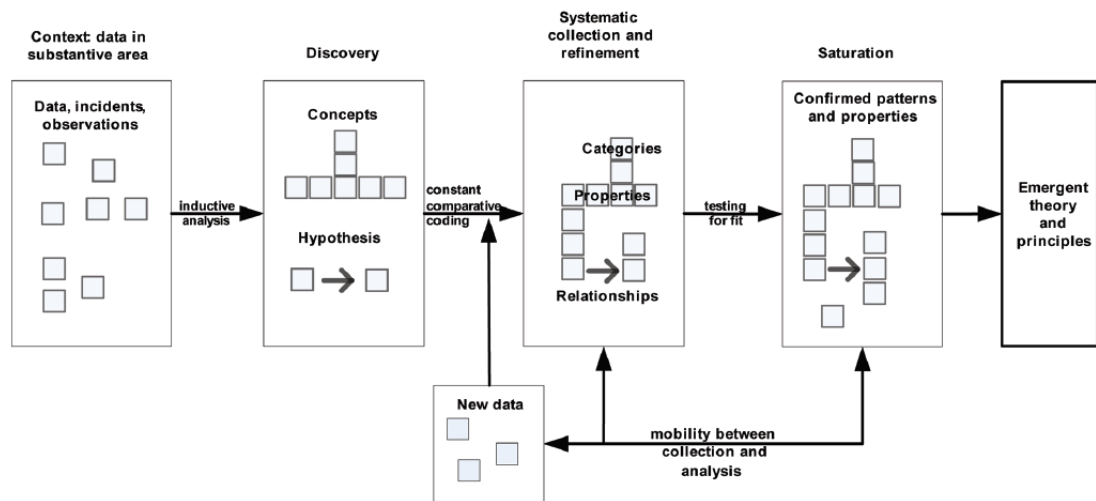 Context: data in
substantive area
Data, incidents,
observations
inductive
analysis
Discovery
Concepts
Hypothesis
constant
comparative
coding
Systematic
collection and
refinement
Categories
Properties
Relationships
testing
for fit
Saturation
Confirmed patterns
and properties
Emergent
theory
and
principles
New data
mobility between
collection and
analysis